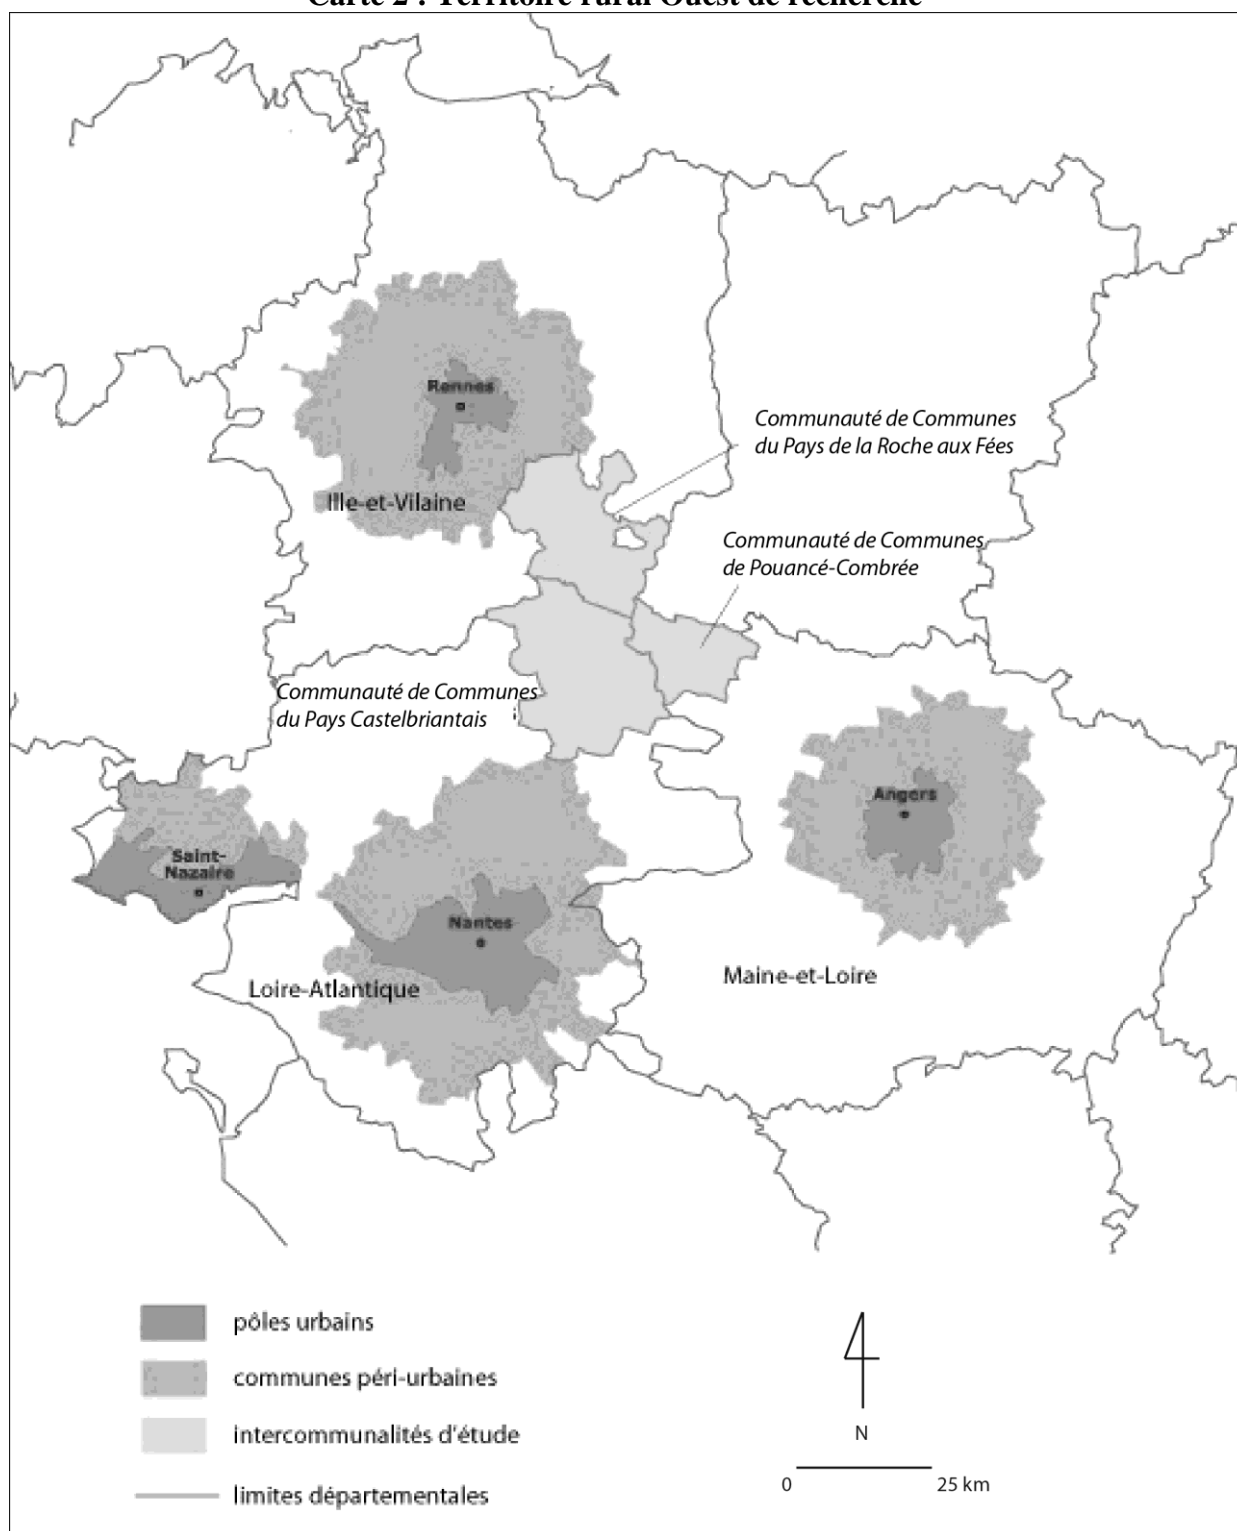 Carte 2 : Territoire rural Ouest de recherche
Rennes
Communauté de Communes
du Pays de la Roche aux Fées
Ille-et-Vilaine
Communauté de Communes
de Pouancé-Combrée
Communauté de Communes
du Pays Castelbriantais
Angers
Saint-
Nazaire
Nantes
Maine-et-Loire
Loire-Atlantique
pôles urbains
communes péri-urbaines
intercommunalités d'étude
limites départementales
N
0 25 km